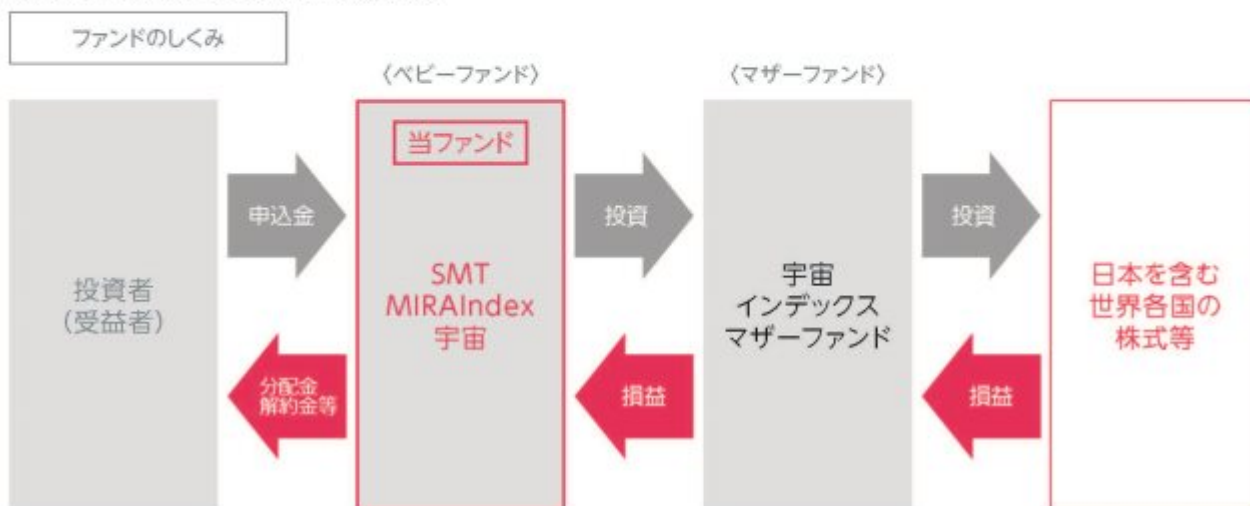 ファンドのしくみ
〈ベビーファンド〉
〈マザーファンド〉
投資者
(受益者)
申込金
分配金
解約金等
当ファンド
SMT
MIRAIndex
宇宙
投資
損益
宇宙
インデックス
マザーファンド
投資
損益
日本を含む
世界各国の
株式等